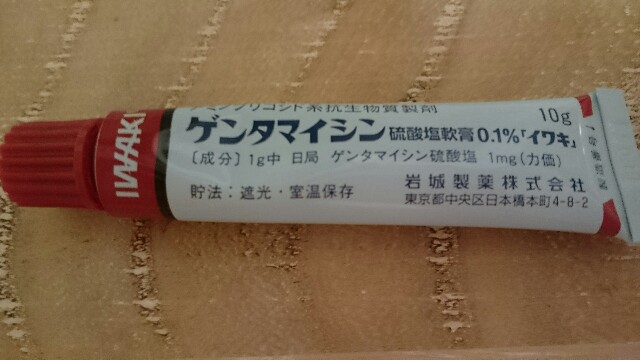 アミノグリコシド系抗生物質製剤
10g
ゲンタマイシン硫酸塩軟膏0.1%「イワキ」
〔成分〕1g中 日局 ゲンタマイシン硫酸塩 1mg(力価)
貯法:遮光・室温保存
岩城製薬株式会社
東京都中央区日本橋本町4-8-2
IWAKI